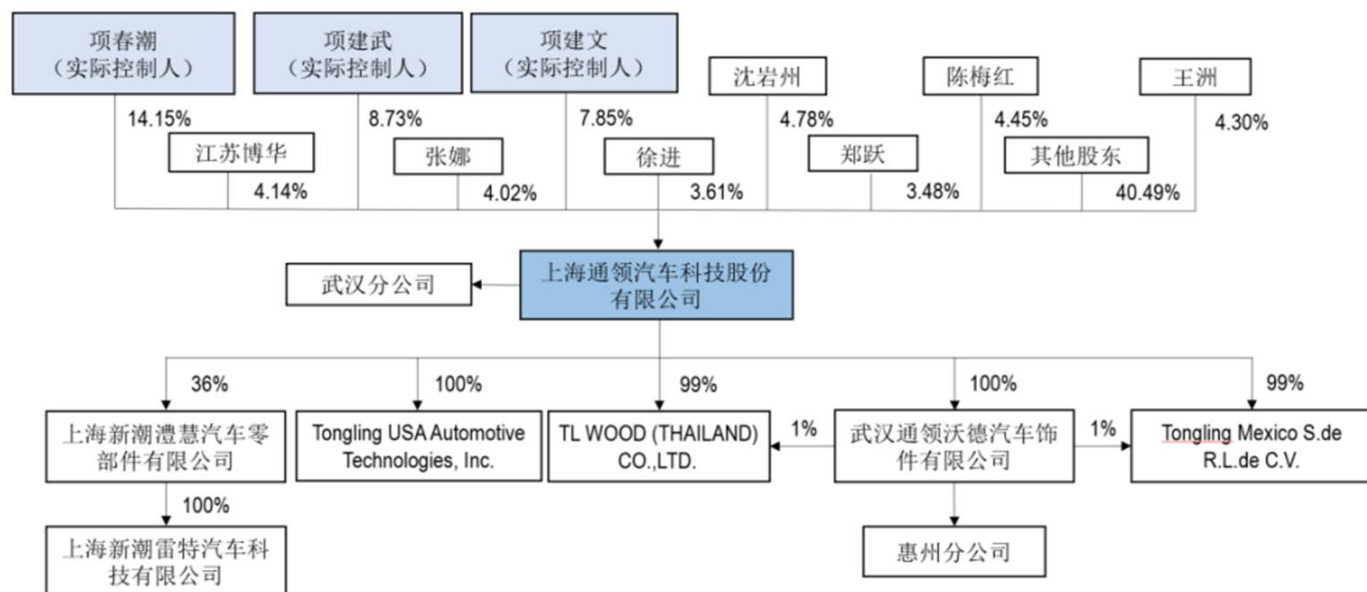 项春潮
（实际控制人）
项建武
（实际控制人）
项建文
（实际控制人）
沈岩州
陈梅红
王洲
14.15%
8.73%
7.85%
4.78%
4.45%
4.30%
江苏博华
张娜
徐进
郑跃
其他股东
4.14%
4.02%
3.61%
3.48%
40.49%
武汉分公司
上海通领汽车科技股份
有限公司
36%
100%
99%
100%
99%
上海新潮澧慧汽车零
部件有限公司
Tongling USA Automotive
Technologies, Inc.
TL WOOD (THAILAND)
CO.,LTD.
1%
武汉通领沃德汽车饰
件有限公司
1%
Tongling Mexico S.de
R.L.de C.V.
100%
上海新潮雷特汽车科
技有限公司
惠州分公司